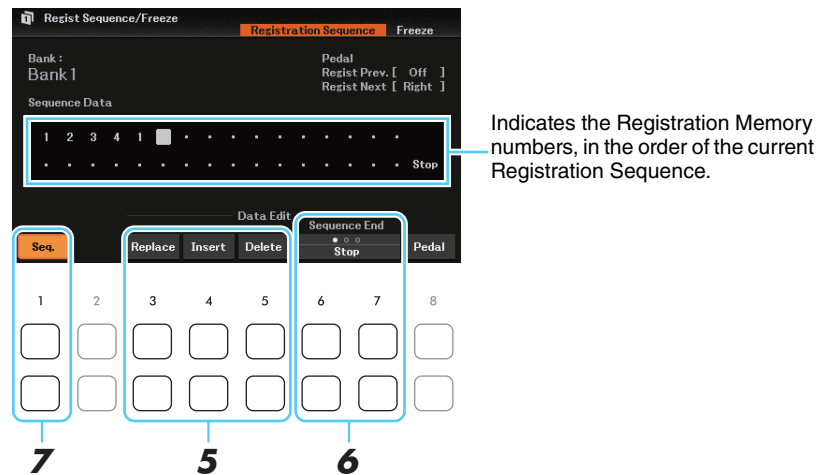 Regist Sequence/Freeze
Registration Sequence Freeze
Bank :
Bank1
Pedal
Regist Prev. [ Off ]
Regist Next [ Right ]
Sequence Data
1 2 3 4 1 · · · · · · · · · ·
· · · · · · · · · · · · · · · · Stop
Indicates the Registration Memory
numbers, in the order of the current
Registration Sequence.
Data Edit
Sequence End
Seq. Replace Insert Delete Stop Pedal
1 2 3 4 5 6 7 8
7 5 6